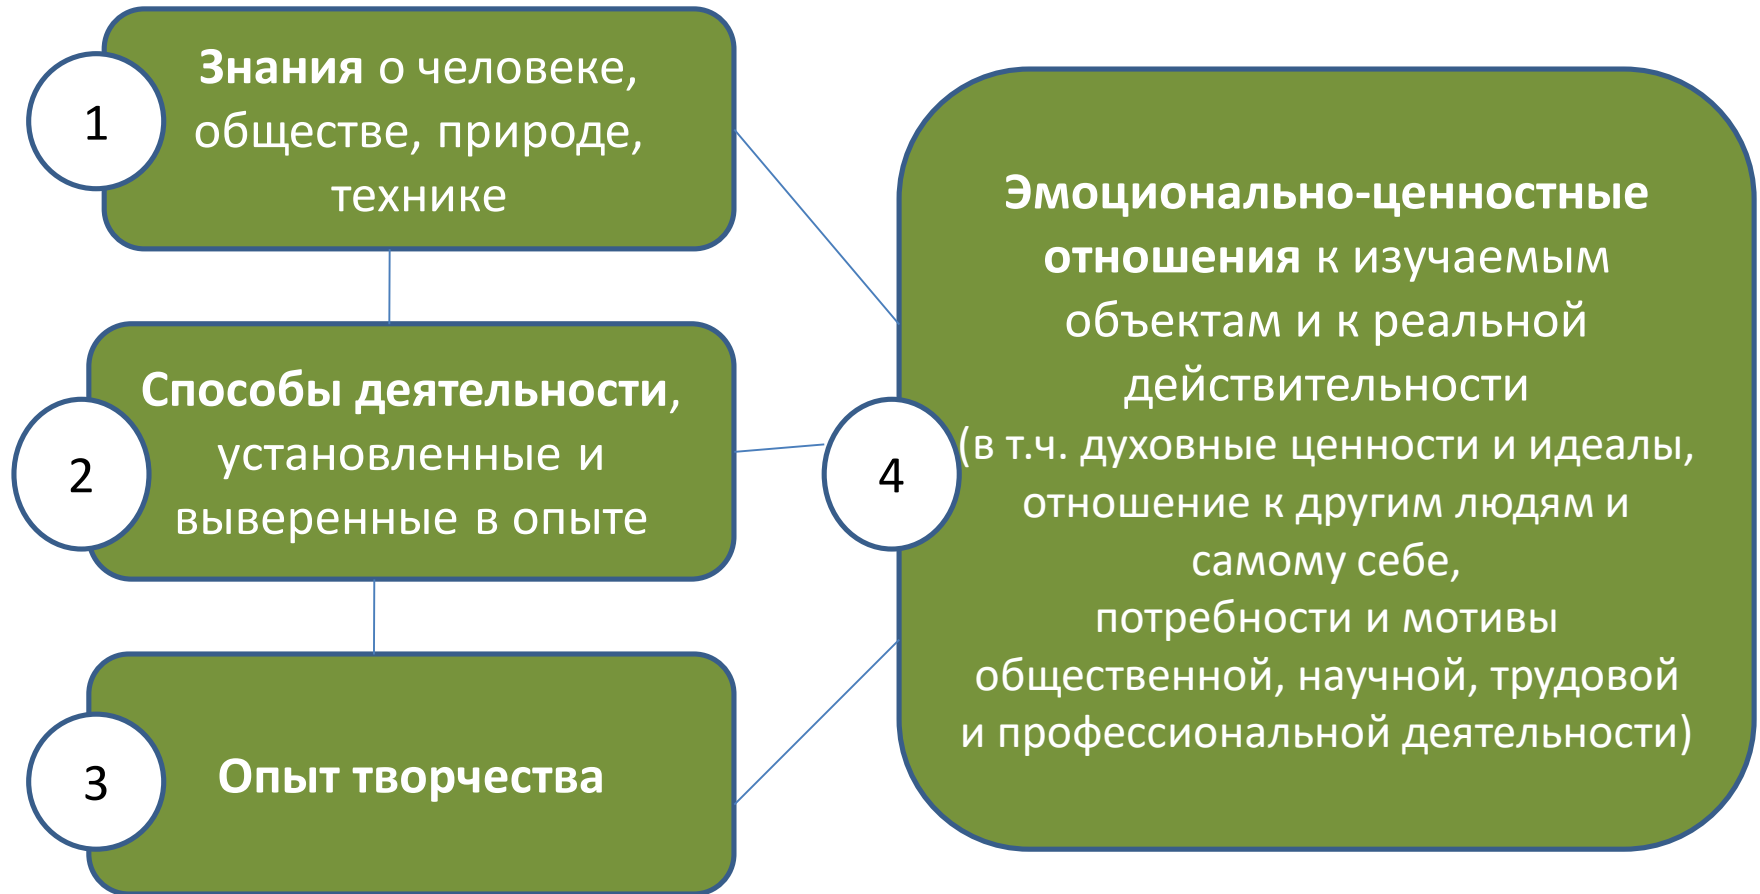 1
Знания о человеке,
обществе, природе,
технике
2
Способы деятельности,
установленные и
выверенные в опыте
3
Опыт творчества
4
Эмоционально-ценностные
отношения к изучаемым
объектам и к реальной
действительности
(в т.ч. духовные ценности и идеалы,
отношение к другим людям и
самому себе,
потребности и мотивы
общественной, научной, трудовой
и профессиональной деятельности)